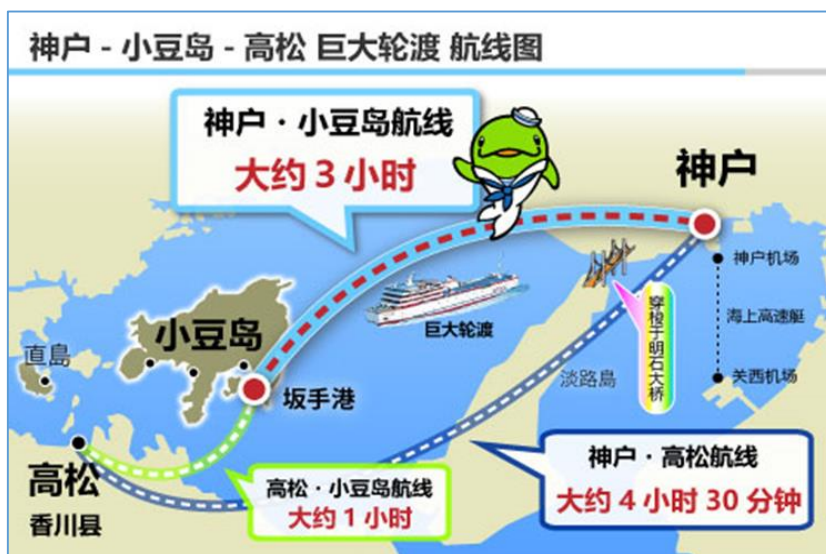 神户 - 小豆岛 - 高松 巨大轮渡 航线图
神户 · 小豆岛航线
大约 3 小时
神户
神户机场
海上高速艇
关西机场
穿梭于明石大桥
巨大轮渡
小豆岛
直島
坂手港
淡路島
高松
香川县
高松 · 小豆岛航线
大约 1 小时
神户 · 高松航线
大约 4 小时 30 分钟